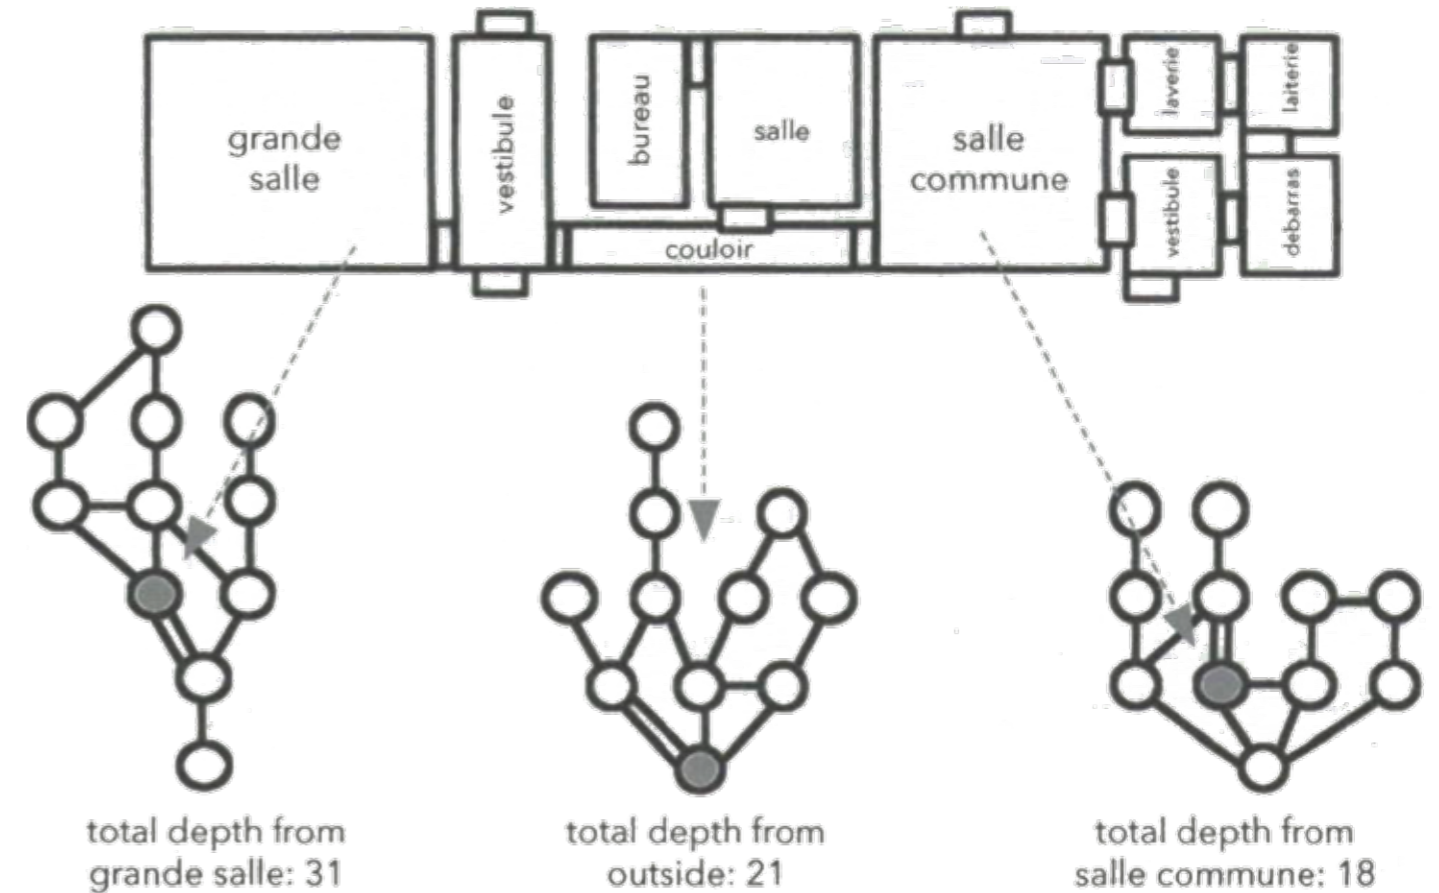 grande
salle
vestibule
bureau
salle
couloir
salle
commune
laverie
laiterie
vestibule
debarras
total depth from
grande salle: 31
total depth from
outside: 21
total depth from
salle commune: 18